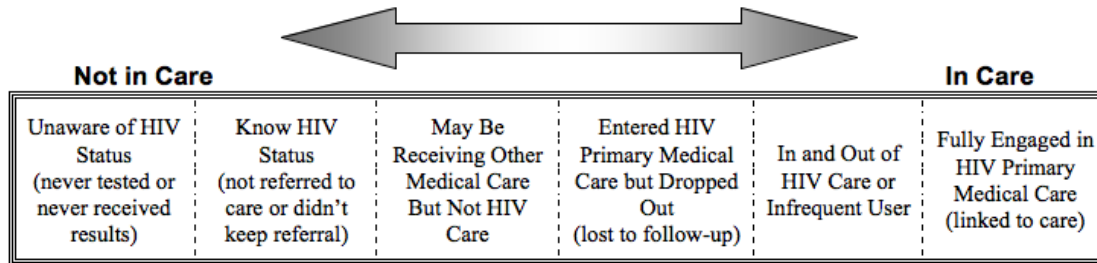 Not in Care
In Care
Unaware of HIV
Status
(never tested or
never received
results)
Know HIV
Status
(not referred to
care or didn't
keep referral)
May Be
Receiving Other
Medical Care
But Not HIV
Care
Entered HIV
Primary Medical
Care but Dropped
Out
(lost to follow-up)
In and Out of
HIV Care or
Infrequent User
Fully Engaged in
HIV Primary
Medical Care
(linked to care)